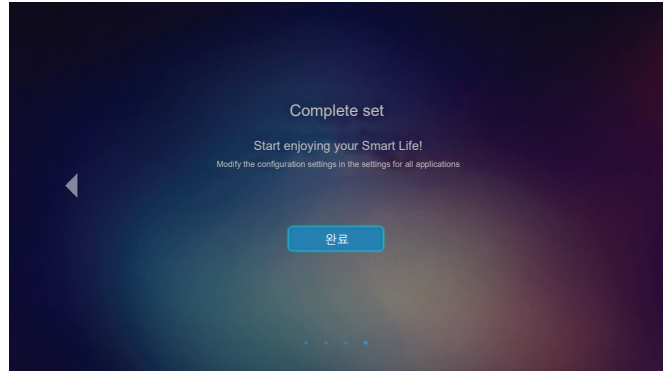 Complete set
Start enjoying your Smart Life!
Modify the configuration settings in the settings for all applications
완료